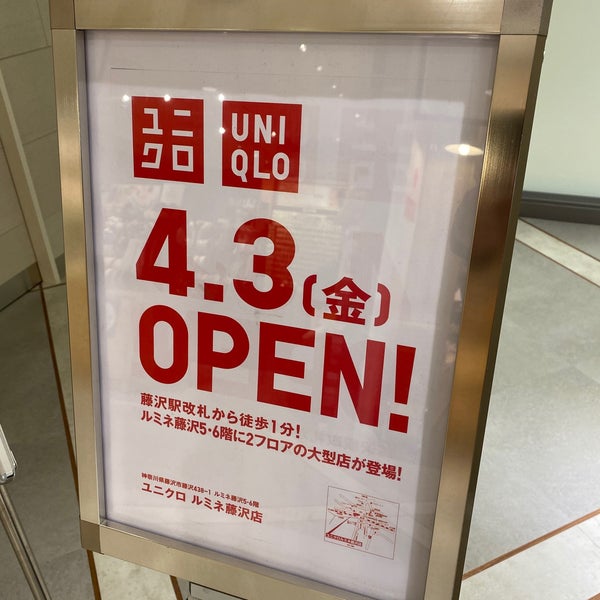 ユニ
クロ
UNI
QLO
4.3(金)
OPEN!
藤沢駅改札から徒歩1分!
ルミネ藤沢5・6階に2フロアの大型店が登場!
神奈川県藤沢市藤沢438-1 ルミネ藤沢5-6階
ユニクロ ルミネ藤沢店